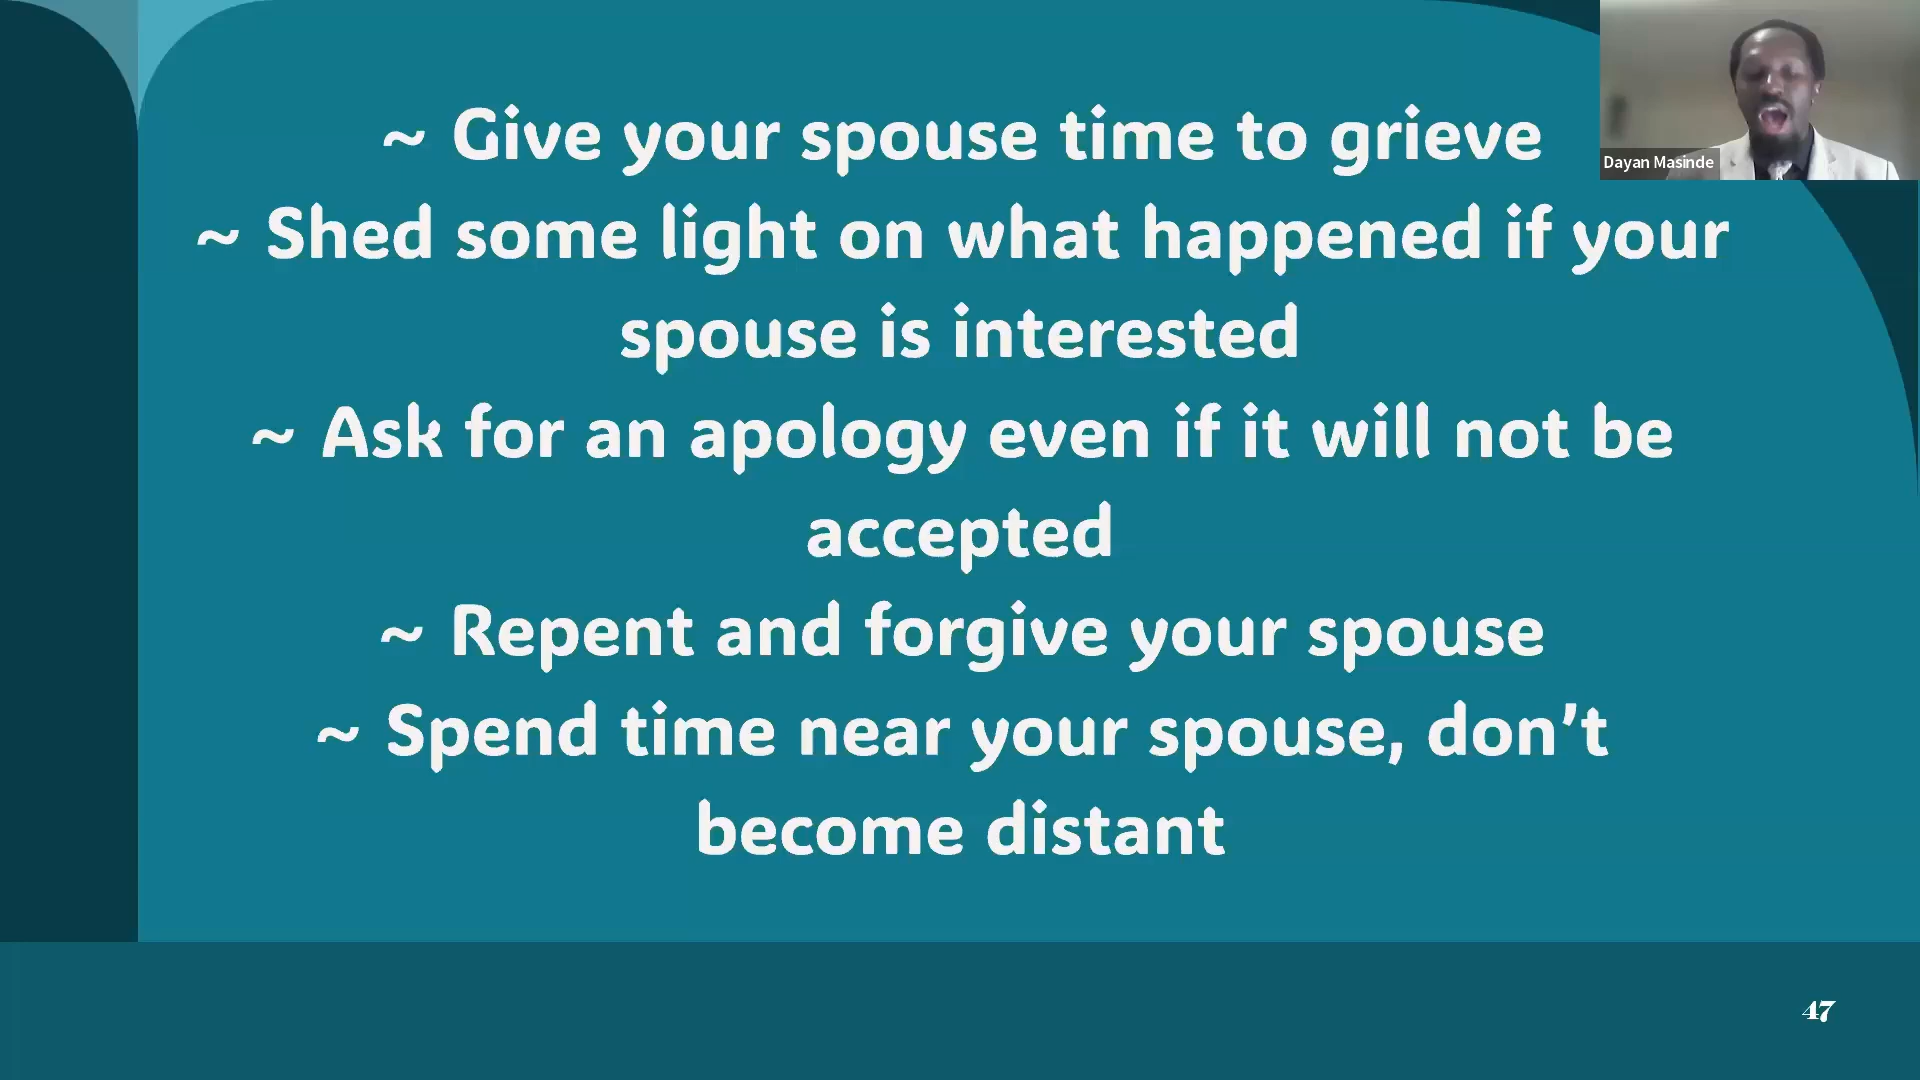 ~ Give your spouse time to grieve
~ Shed some light on what happened if your
spouse is interested
~ Ask for an apology even if it will not be
accepted
~ Repent and forgive your spouse
~ Spend time near your spouse, don’t
become distant
Dayan Masinde
47